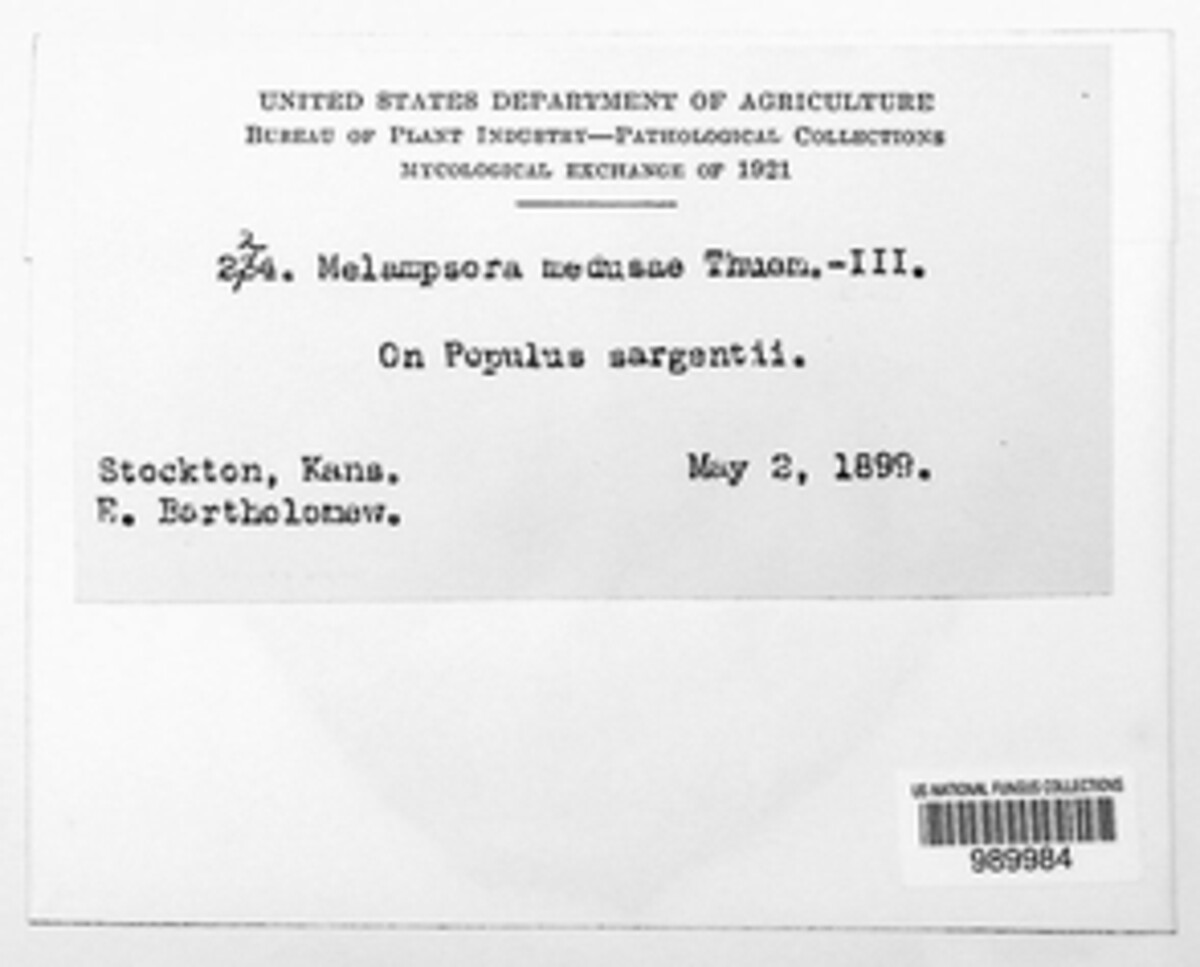 UNITED STATES DEPARTMENT OF AGRICULTURE
BUREAU OF PLANT INDUSTRY—PATHOLOGICAL COLLECTIONS
MYCOLOGICAL EXCHANGE OF 1921
224. Melampsora medusae Thuem.-III.
On Populus sargentii.
Stockton, Kans. May 2, 1899.
E. Bartholomew.
US NATIONAL FUNGUS COLLECTIONS
989984